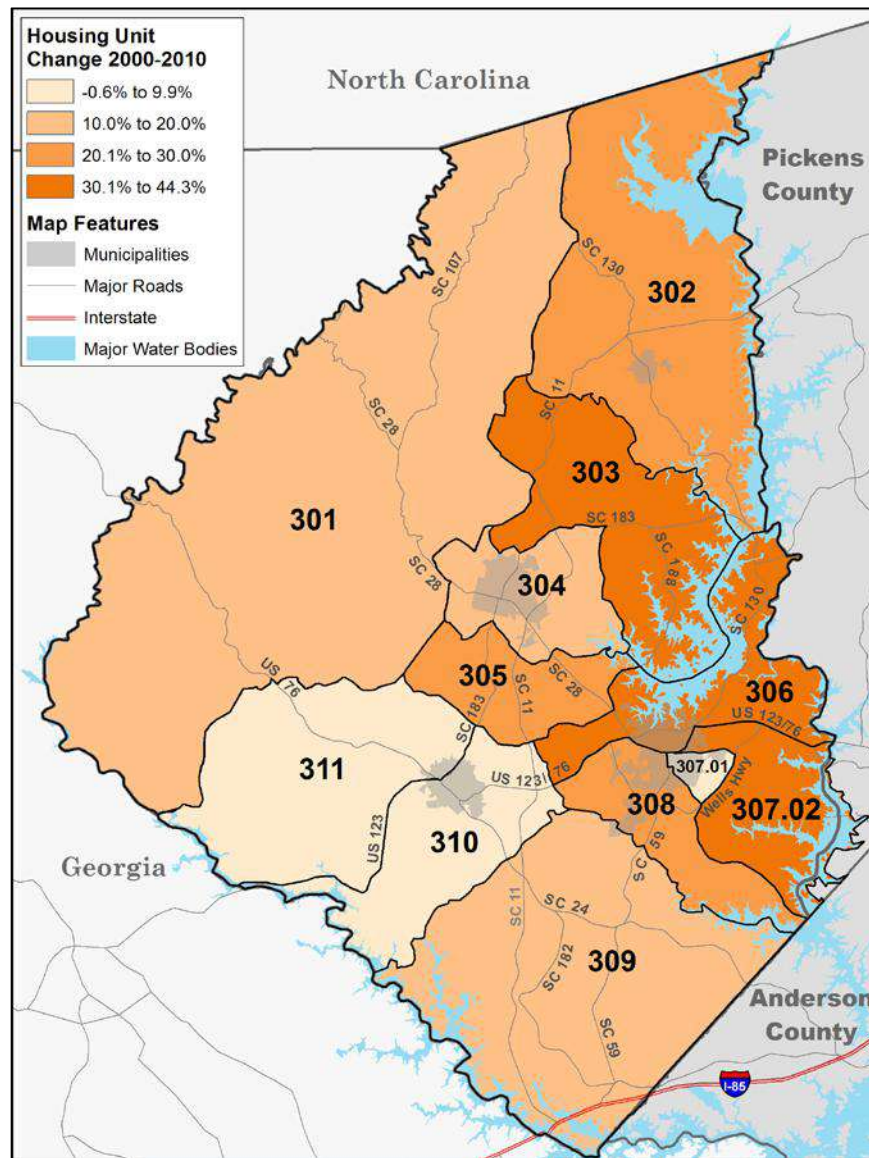 Housing Unit
Change 2000-2010
-0.6% to 9.9%
10.0% to 20.0%
20.1% to 30.0%
30.1% to 44.3%
Map Features
Municipalities
Major Roads
Interstate
Major Water Bodies
North Carolina
Pickens
County
SC 107
SC 130
302
SC 28
SC 11
303
301
SC 183
SC 188
SC 28
304
SC 130
305
SC 28
SC 11
SC 183
306
US 76
US 123/76
307.01
311
US 123/76
Wells Hwy
308
307.02
310
US 123
SC 59
Georgia
SC 11
SC 24
309
SC 182
Anderson
County
SC 59
I-85